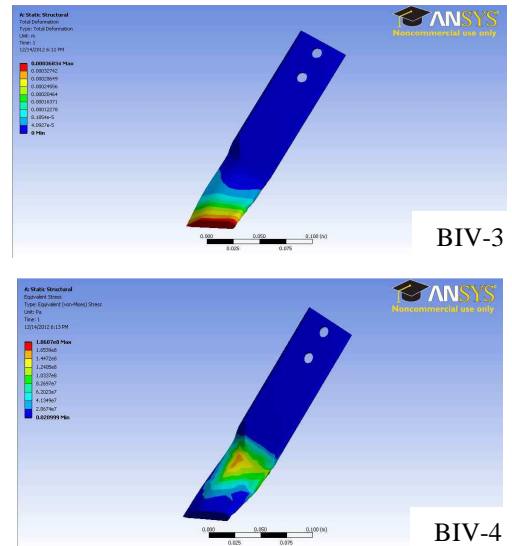 A: Static Structural
Total Deformation
Type: Total Deformation
Unit: m
Time: 1
12/14/2012 6:12 PM
0.00036834 Max
0.00032742
0.00028649
0.00024556
0.00020464
0.00016371
0.00012278
8.1854e-5
4.0927e-5
0 Min
ANSYS
Noncommercial use only
0.000
0.050
0.100 (m)
0.025
0.075
BIV-3
A: Static Structural
Equivalent Stress
Type: Equivalent (von-Mises) Stress
Unit: Pa
Time: 1
12/14/2012 6:13 PM
1.8607e8 Max
1.6539e8
1.4472e8
1.2405e8
1.0337e8
8.2697e7
6.2023e7
4.1349e7
2.0674e7
0.020999 Min
ANSYS
Noncommercial use only
0.000
0.050
0.100 (m)
0.025
0.075
BIV-4